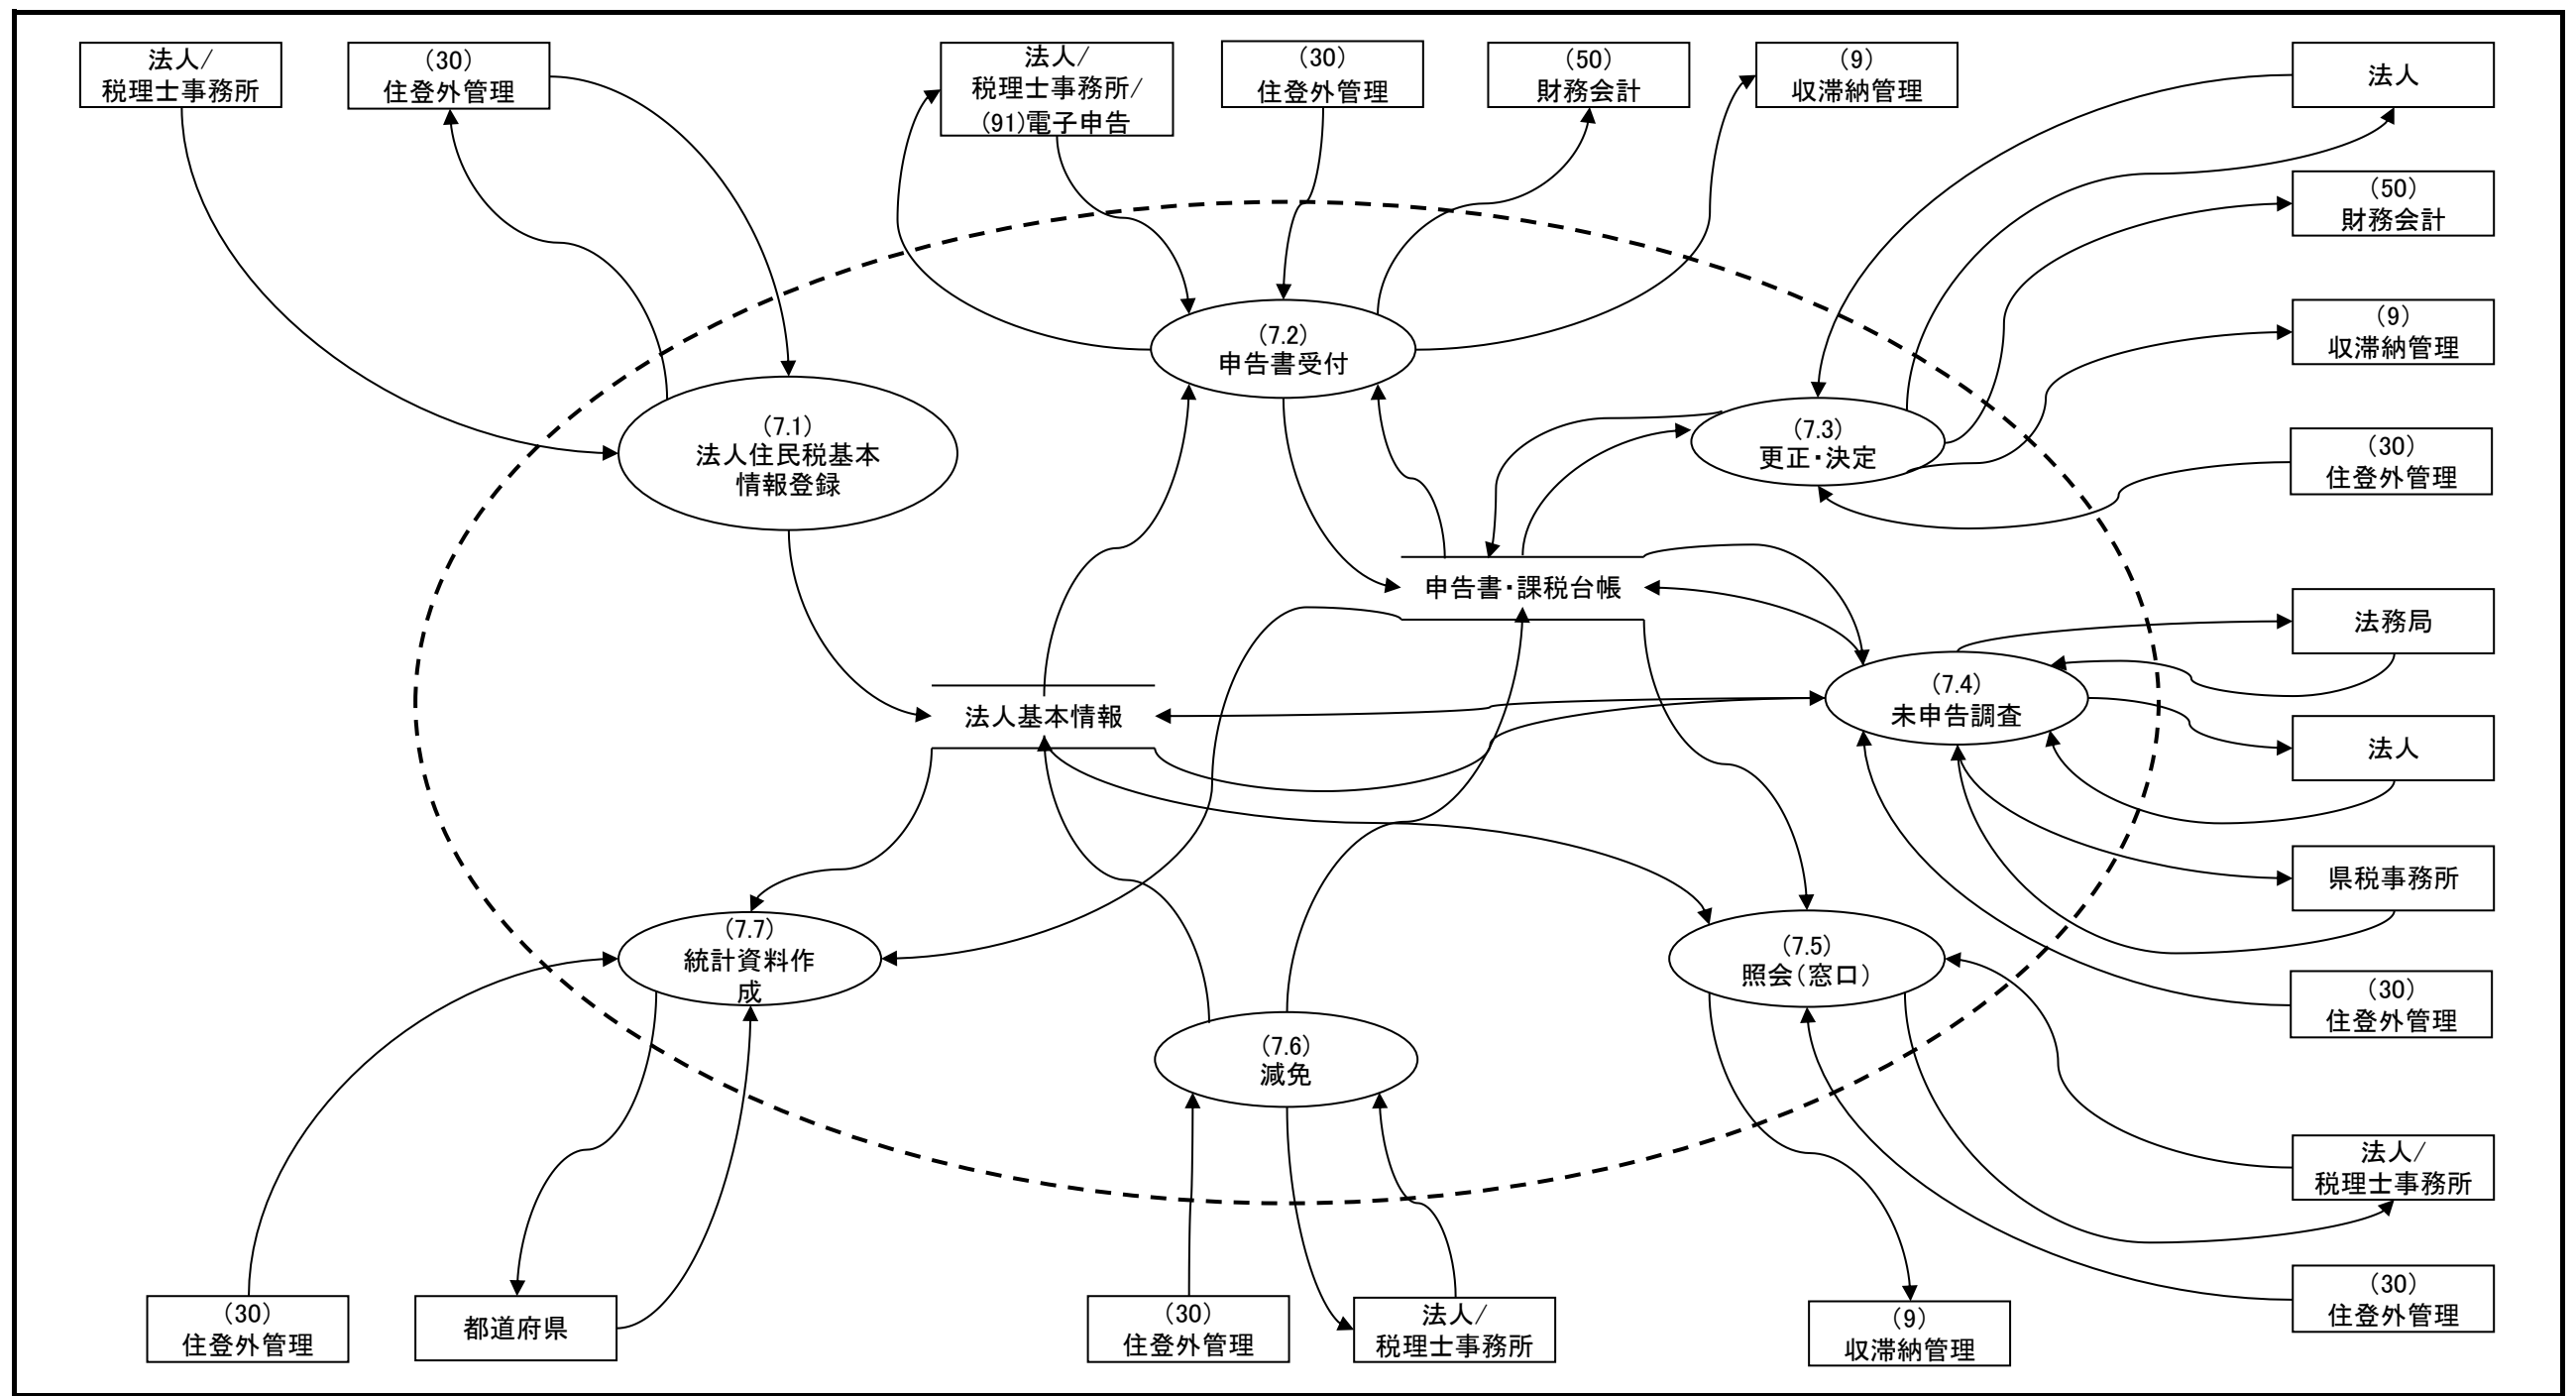 法人/
税理士事務所
（30）
住登外管理
法人/
税理士事務所/
(91)電子申告
（30）
住登外管理
（50）
財務会計
（9）
収滞納管理
法人
（50）
財務会計
（9）
収滞納管理
（30）
住登外管理
（7.2）
申告書受付
（7.1）
法人住民税基本
情報登録
（7.3）
更正・決定
申告書・課税台帳
法務局
法人基本情報
（7.4）
未申告調査
法人
県税事務所
（7.7）
統計資料作
成
（7.5）
照会（窓口）
（30）
住登外管理
（7.6）
減免
法人/
税理士事務所
（30）
住登外管理
都道府県
（30）
住登外管理
法人/
税理士事務所
（9）
収滞納管理
（30）
住登外管理